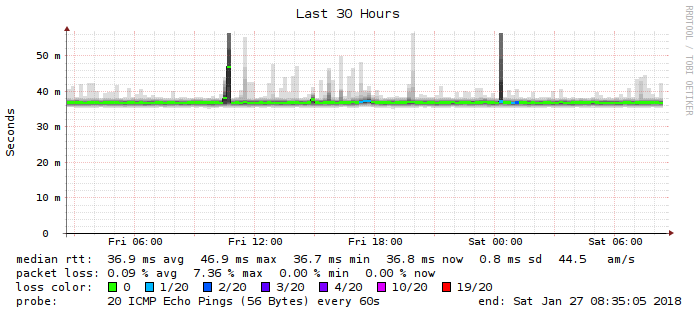 Last 30 Hours
RRDTOOL / TOBI OETIKER
Seconds
50 m
40 m
30 m
20 m
10 m
0
Fri 06:00 Fri 12:00 Fri 18:00 Sat 00:00 Sat 06:00
median rtt: 36.9 ms avg 46.9 ms max 36.7 ms min 36.8 ms now 0.8 ms sd 44.5 am/s
packet loss: 0.09 % avg 7.36 % max 0.00 % min 0.00 % now
loss color: 0 1/20 2/20 3/20 4/20 10/20 19/20
probe: 20 ICMP Echo Pings (56 Bytes) every 60s end: Sat Jan 27 08:35:05 2018